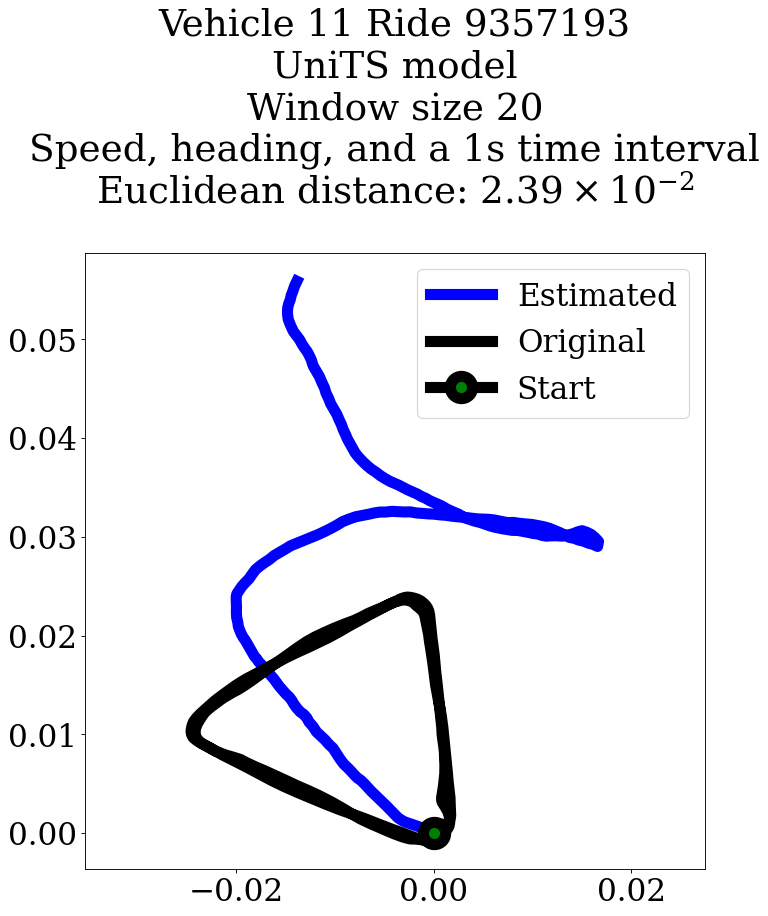 Vehicle 11 Ride 9357193
UniTS model
Window size 20
Speed, heading, and a 1s time interval
Euclidean distance: 2.39 × 10⁻²
Estimated
Original
Start
0.05
0.04
0.03
0.02
0.01
0.00
−0.02
0.00
0.02